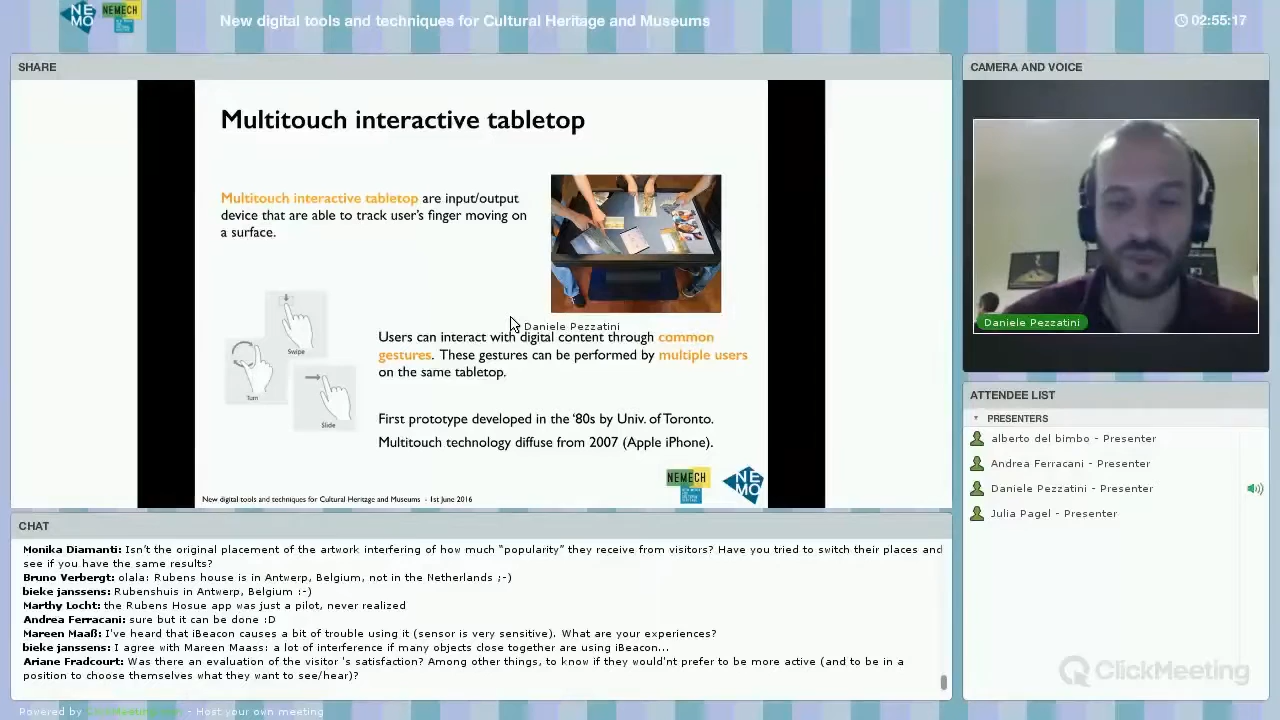 NE
MO
NEMECH
New digital tools and techniques for Cultural Heritage and Museums
02:55:17
SHARE
Multitouch interactive tabletop
Multitouch interactive tabletop are input/output
device that are able to track user's finger moving on
a surface.
Swipe
Turn
Slide
Daniele Pezzatini
Users can interact with digital content through common
gestures. These gestures can be performed by multiple users
on the same tabletop.
First prototype developed in the '80s by Univ. of Toronto.
Multitouch technology diffuse from 2007 (Apple iPhone).
NEMECH
NE
MO
New digital tools and techniques for Cultural Heritage and Museums - 1st June 2016
CAMERA AND VOICE
Daniele Pezzatini
ATTENDEE LIST
PRESENTERS
alberto del bimbo - Presenter
Andrea Ferracani - Presenter
Daniele Pezzatini - Presenter
Julia Pagel - Presenter
CHAT
Monika Diamanti: Isn't the original placement of the artwork interfering of how much "popularity" they receive from visitors? Have you tried to switch their places and
see if you have the same results?
Bruno Verbergt: olala: Rubens house is in Antwerp, Belgium, not in the Netherlands ;-)
bieke janssens: Rubenshuis in Antwerp, Belgium :-)
Marthy Locht: the Rubens Hosue app was just a pilot, never realized
Andrea Ferracani: sure but it can be done :D
Mareen Maaß: I've heard that iBeacon causes a bit of trouble using it (sensor is very sensitive). What are your experiences?
bieke janssens: I agree with Mareen Maass: a lot of interference if many objects close together are using iBeacon...
Ariane Fradcourt: Was there an evaluation of the visitor 's satisfaction? Among other things, to know if they would'nt prefer to be more active (and to be in a
position to choose themselves what they want to see/hear)?
ClickMeeting
Powered by - Host your own meeting